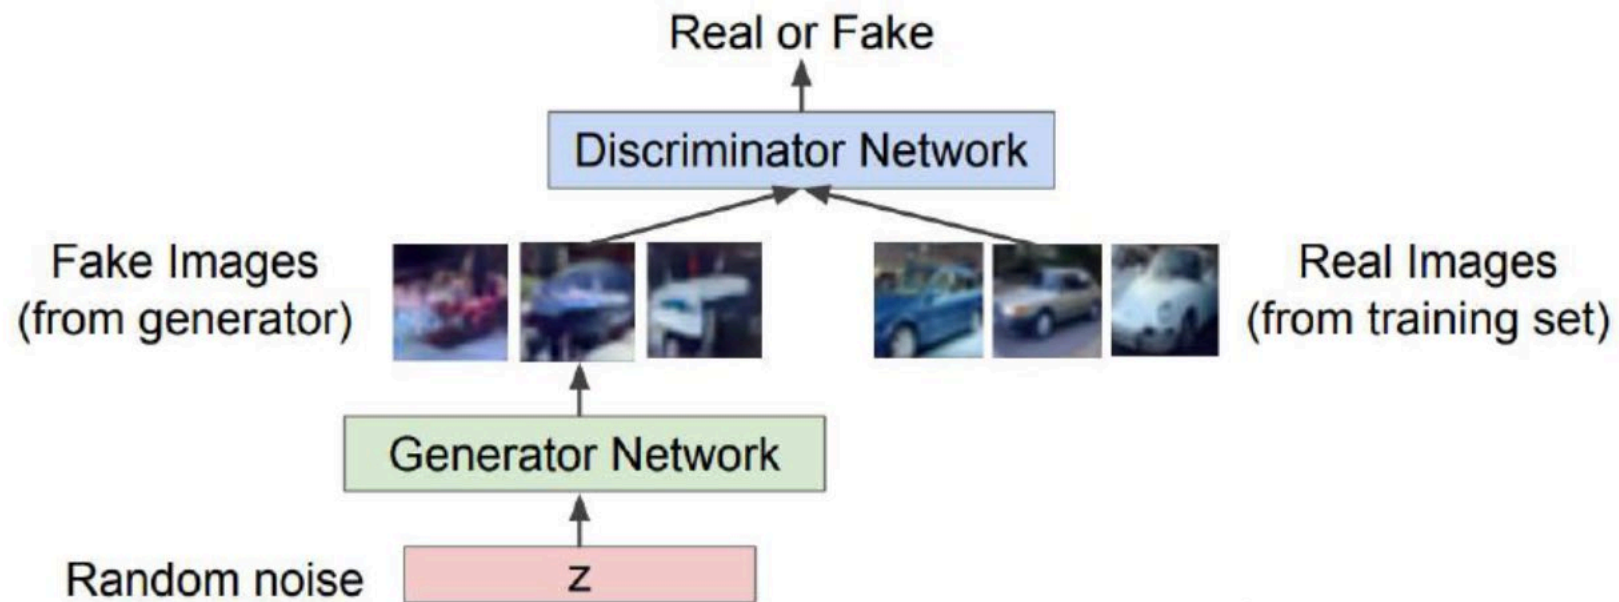 Real or Fake
Discriminator Network
Fake Images
(from generator)
Real Images
(from training set)
Generator Network
Random noise
z